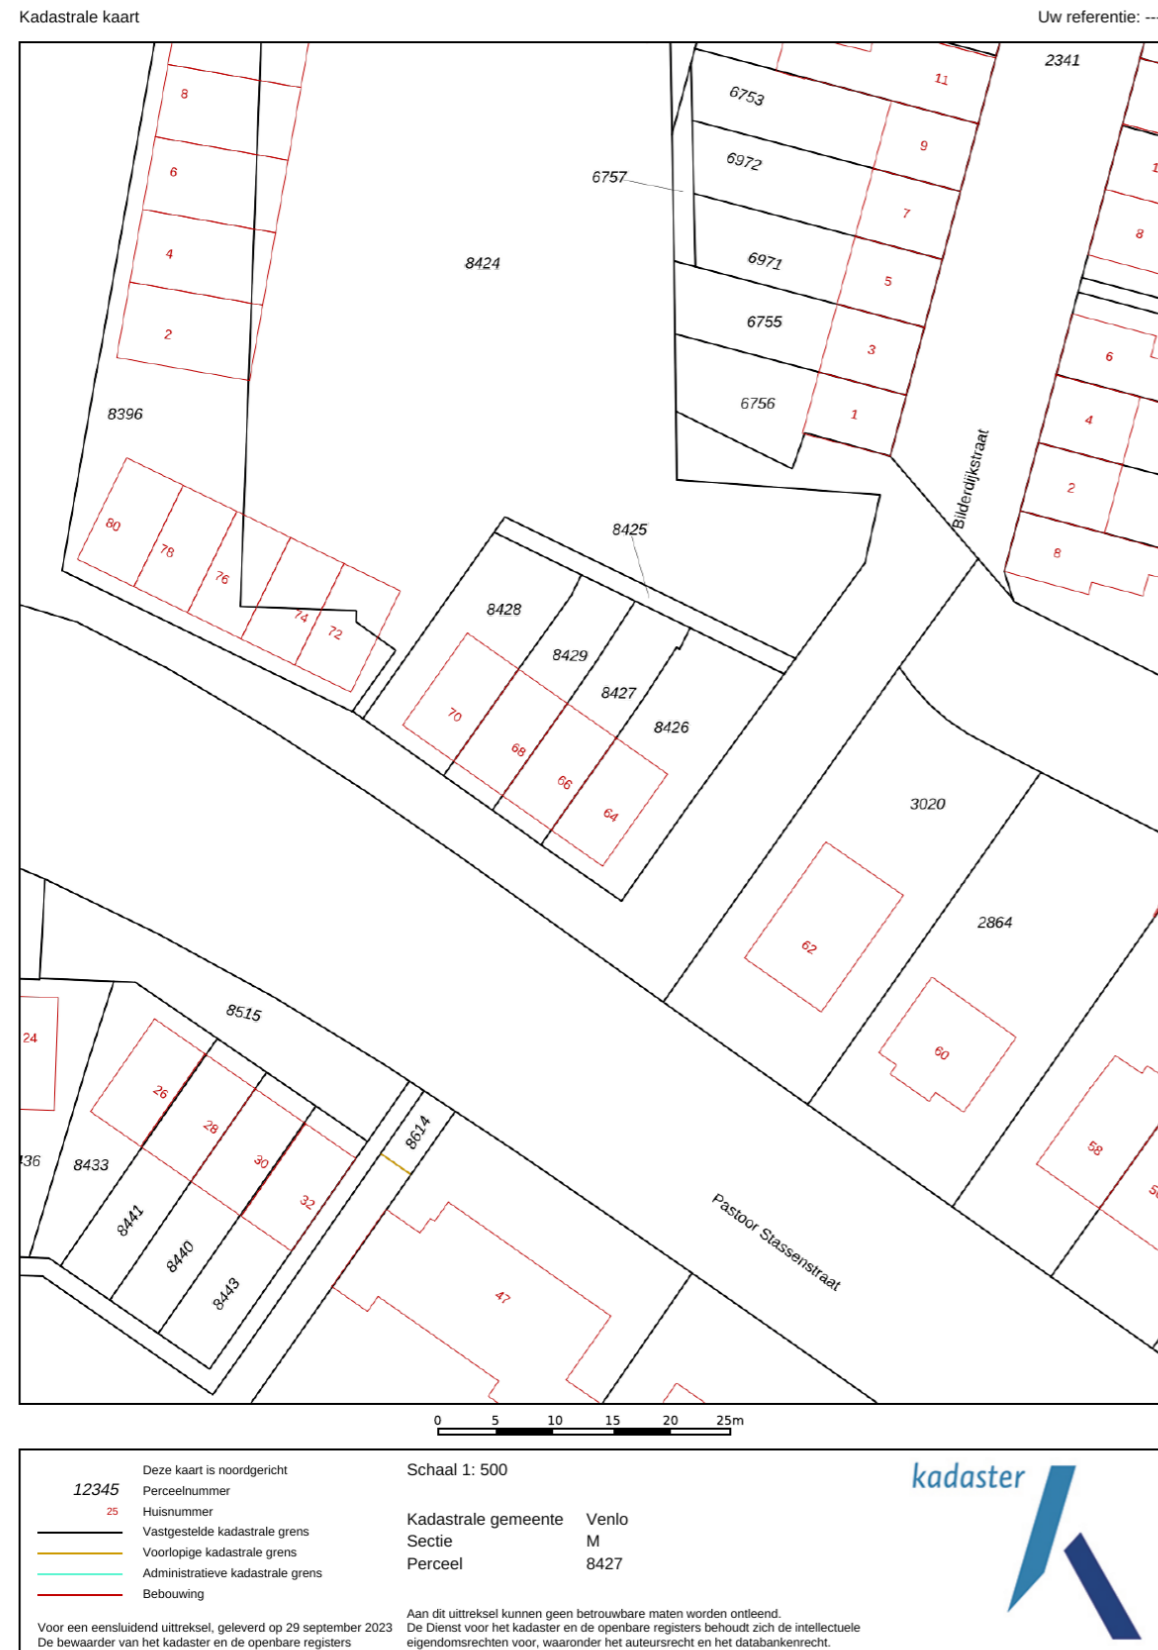 Kadastrale kaart
Uw referentie: ---
2341
11
8
6753
9
6972
6
6757
7
8
6971
4
8424
5
6755
2
3
6
6756
1
8396
4
Bilderdijkstraat
2
80
8425
8
78
76
8428
74
72
8429
8427
70
8426
68
66
3020
64
2864
62
8515
24
60
26
28
8614
58
30
8433
32
8441
Pastoor Stassenstraat
8440
8443
47
0 5 10 15 20 25m
Deze kaart is noordgericht
12345 Perceelnummer
25 Huisnummer
Vastgestelde kadastrale grens
Voorlopige kadastrale grens
Administratieve kadastrale grens
Bebouwing
Voor een eensluidend uittreksel, geleverd op 29 september 2023
De bewaarder van het kadaster en de openbare registers
Schaal 1: 500
Kadastrale gemeente Venlo
Sectie M
Perceel 8427
Aan dit uittreksel kunnen geen betrouwbare maten worden ontleend.
De Dienst voor het kadaster en de openbare registers behoudt zich de intellectuele
eigendomsrechten voor, waaronder het auteursrecht en het databankenrecht.
kadaster